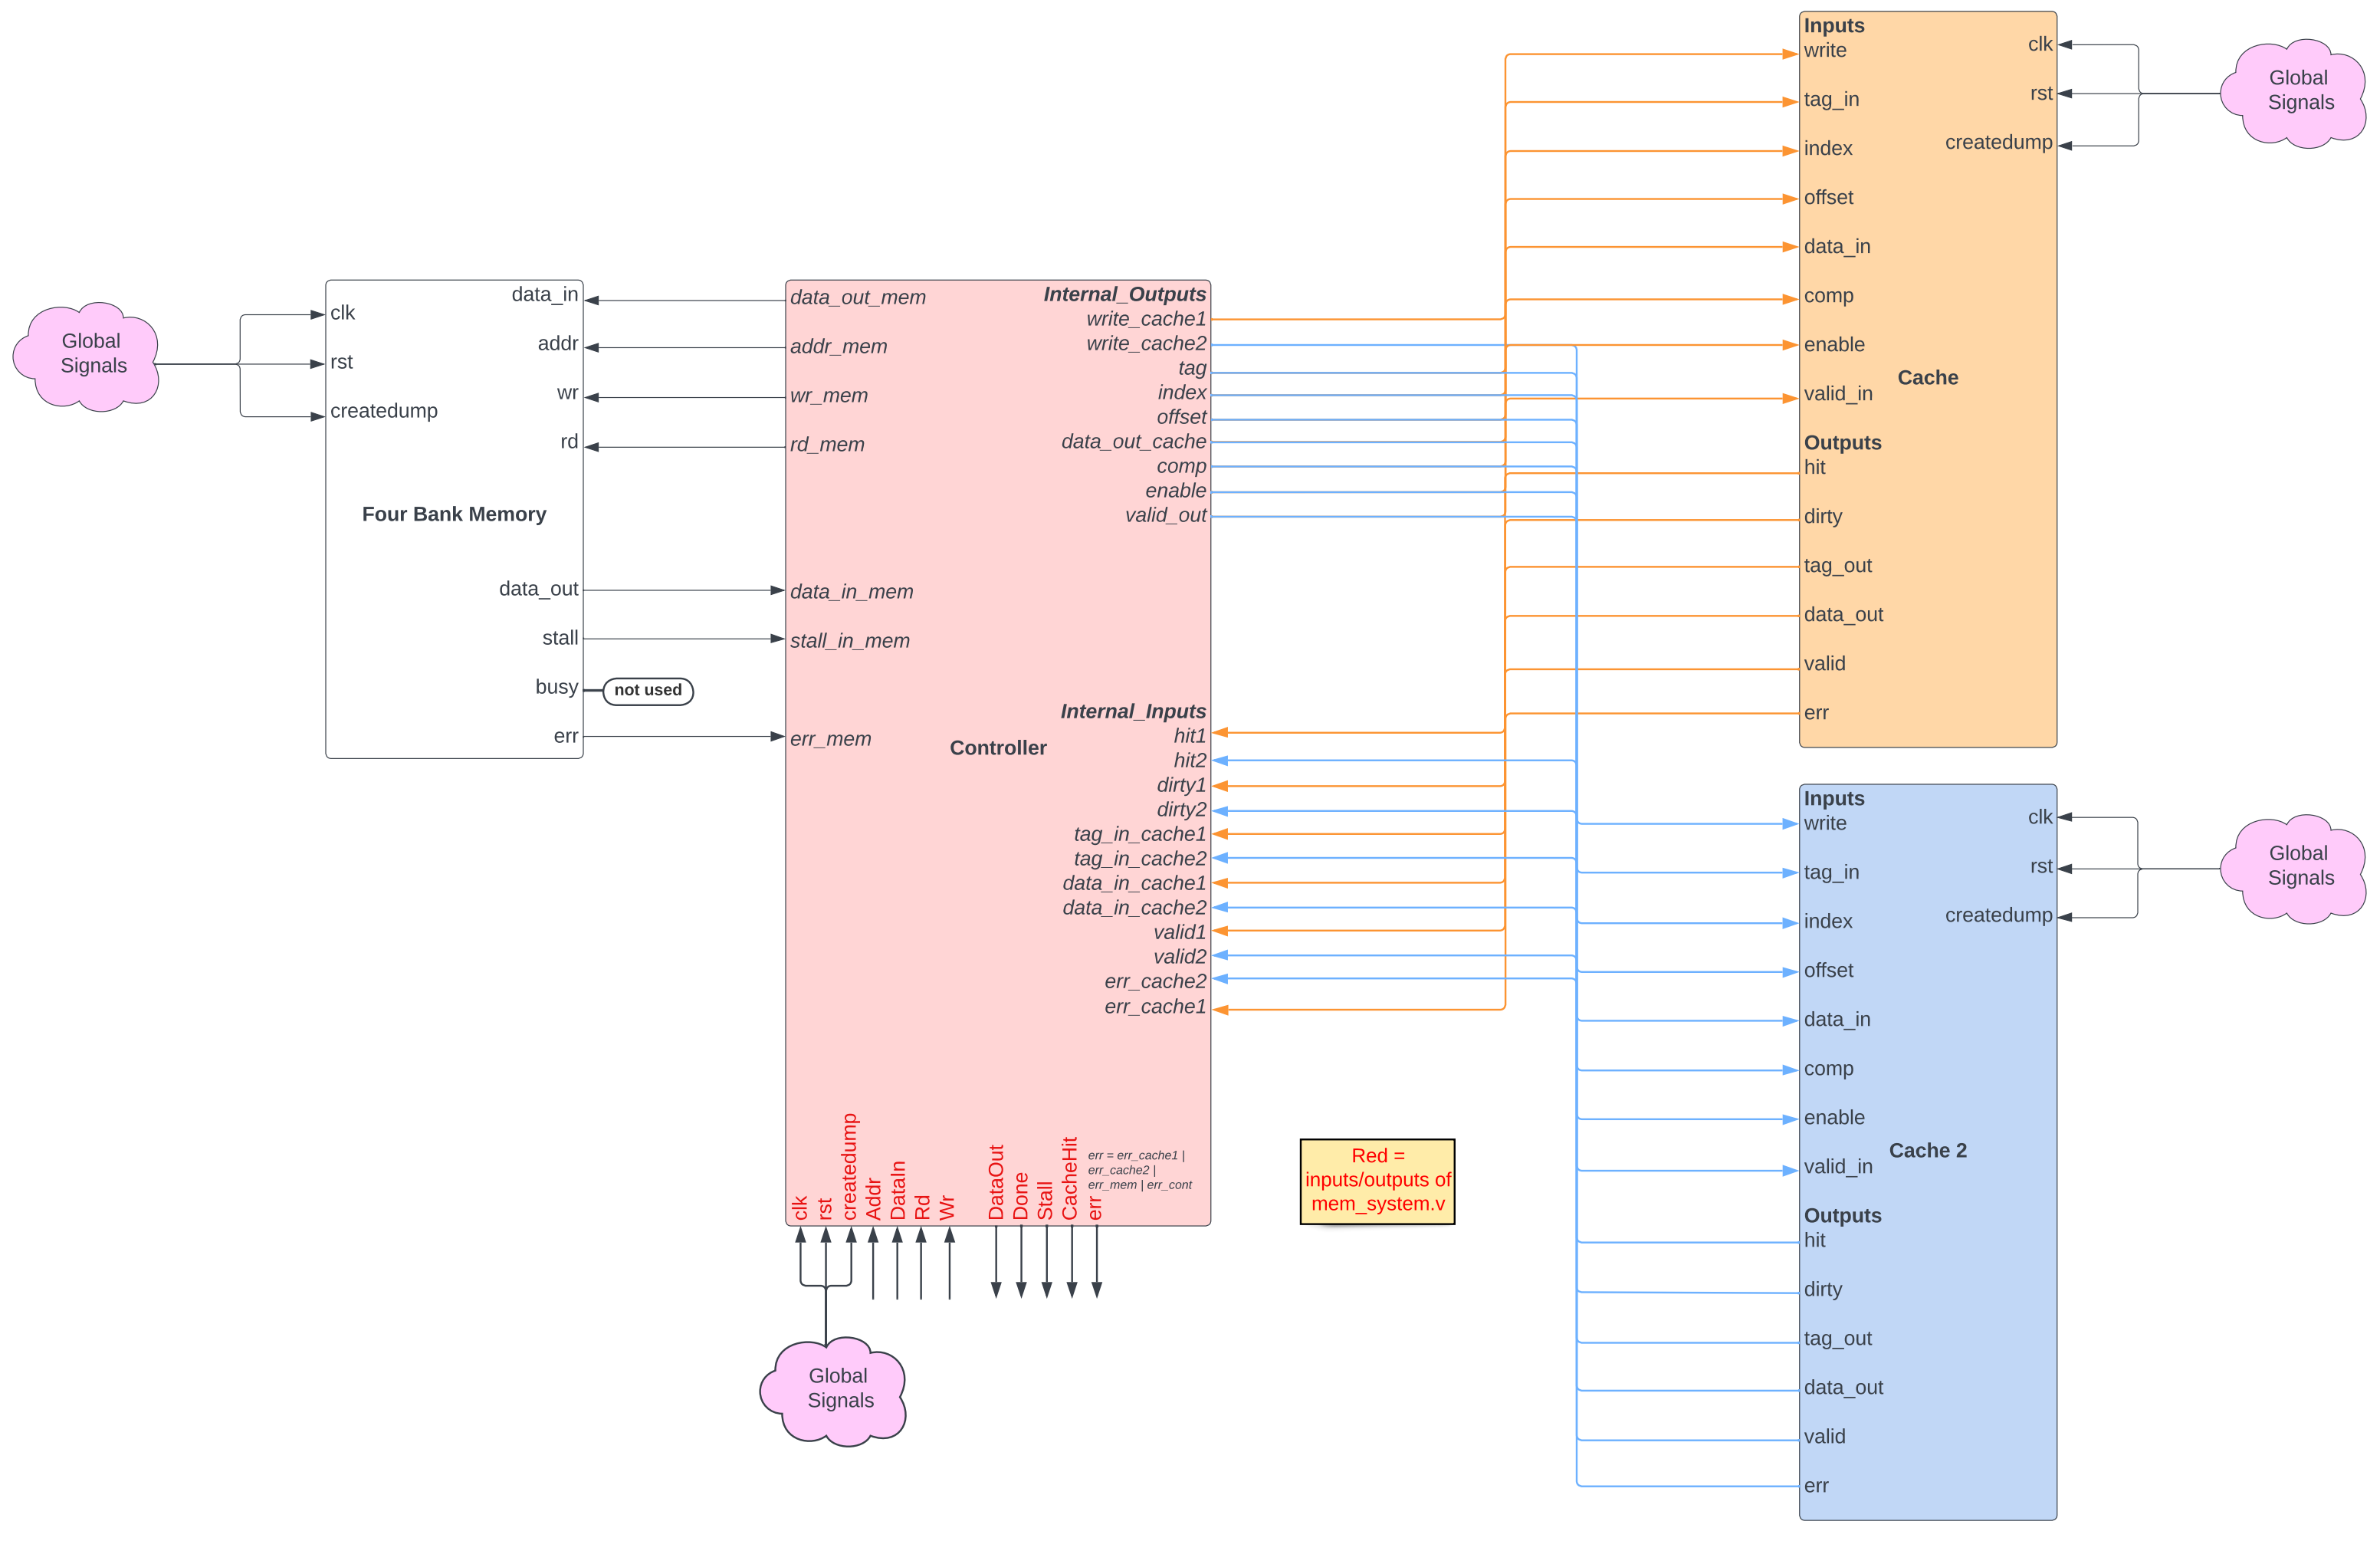 Global
Signals
clk
rst
createdump
data_in
addr
wr
rd
Four Bank Memory
data_out
stall
busy
not used
err
data_out_mem
addr_mem
wr_mem
rd_mem
data_in_mem
stall_in_mem
err_mem
Controller
Internal_Outputs
write_cache1
write_cache2
tag
index
offset
data_out_cache
comp
enable
valid_out
Internal_Inputs
hit1
hit2
dirty1
dirty2
tag_in_cache1
tag_in_cache2
data_in_cache1
data_in_cache2
valid1
valid2
err_cache2
err_cache1
clk
rst
createdump
Addr
DataIn
Rd
Wr
DataOut
Done
Stall
CacheHit
err
err = err_cache1 |
err_cache2 |
err_mem | err_cont
Global
Signals
Red =
inputs/outputs of
mem_system.v
Inputs
write
tag_in
index
offset
data_in
comp
enable
valid_in
Outputs
hit
dirty
tag_out
data_out
valid
err
Cache
clk
rst
createdump
Global
Signals
Inputs
write
tag_in
index
offset
data_in
comp
enable
valid_in
Outputs
hit
dirty
tag_out
data_out
valid
err
Cache 2
clk
rst
createdump
Global
Signals